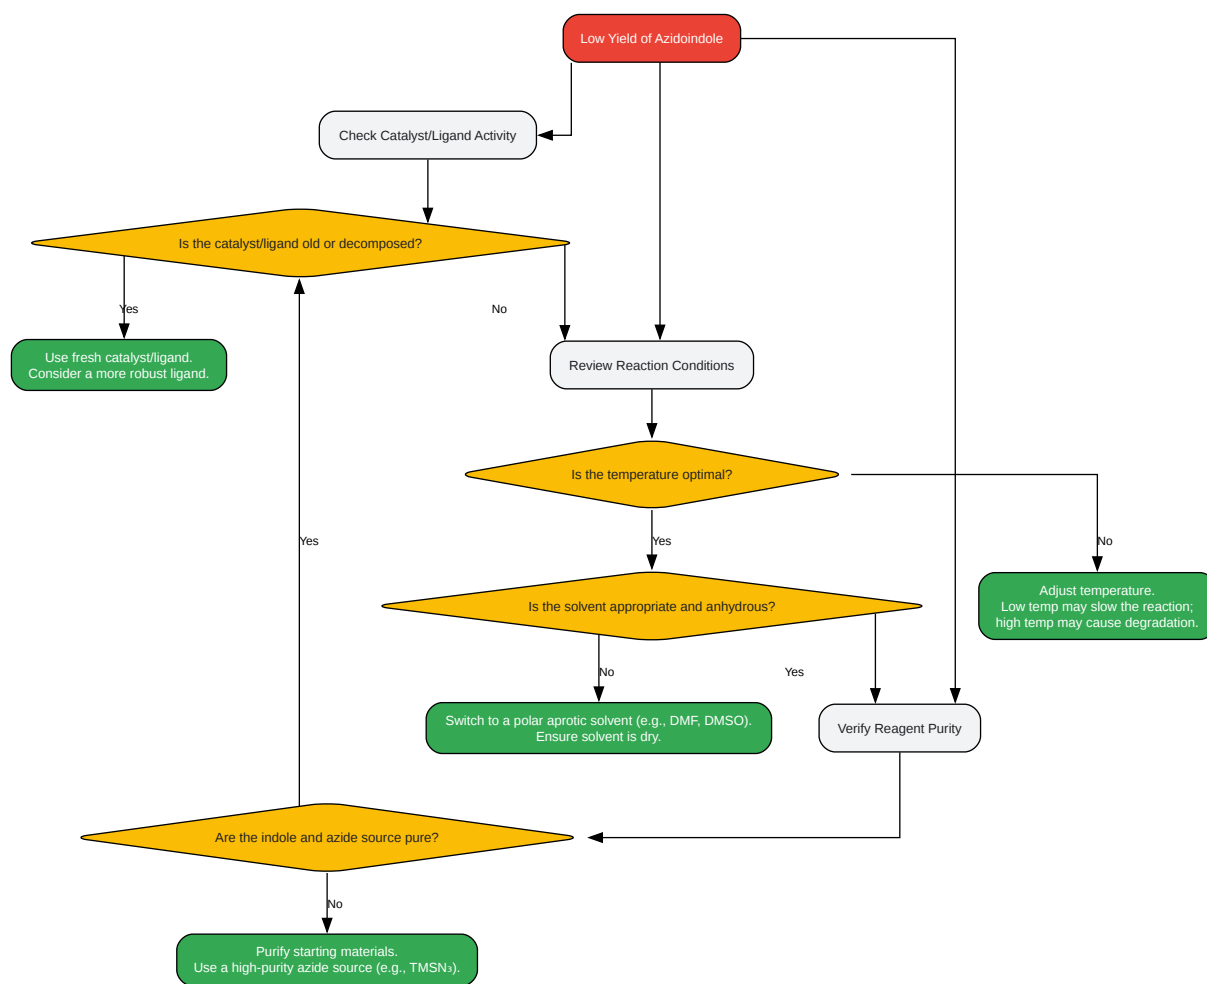 Low Yield of Azidoindole
Check Catalyst/Ligand Activity
Is the catalyst/ligand old or decomposed?
Yes
No
Use fresh catalyst/ligand.
Consider a more robust ligand.
Review Reaction Conditions
Is the temperature optimal?
Yes
Yes
No
Adjust temperature.
Low temp may slow the reaction;
high temp may cause degradation.
Is the solvent appropriate and anhydrous?
No
Yes
Switch to a polar aprotic solvent (e.g., DMF, DMSO).
Ensure solvent is dry.
Verify Reagent Purity
Are the indole and azide source pure?
No
Purify starting materials.
Use a high-purity azide source (e.g., TMSN₃).